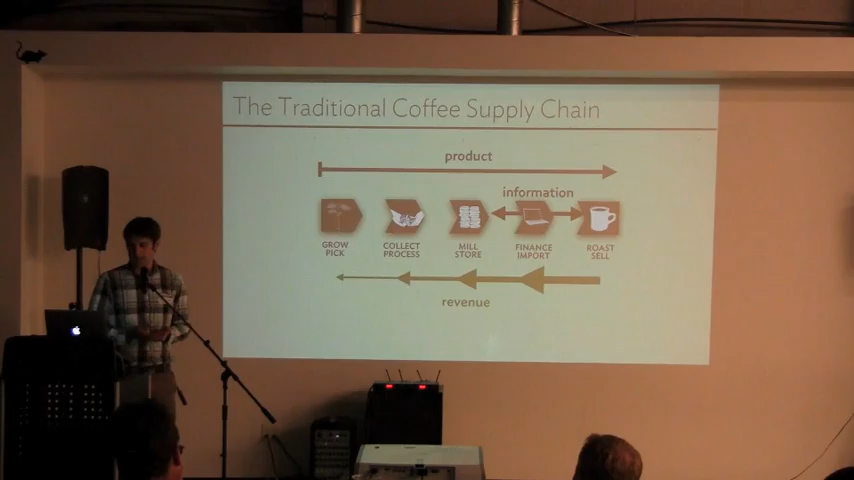 The Traditional Coffee Supply Chain
product
information
GROW
PICK
COLLECT
PROCESS
MILL
STORE
FINANCE
IMPORT
ROAST
SELL
revenue